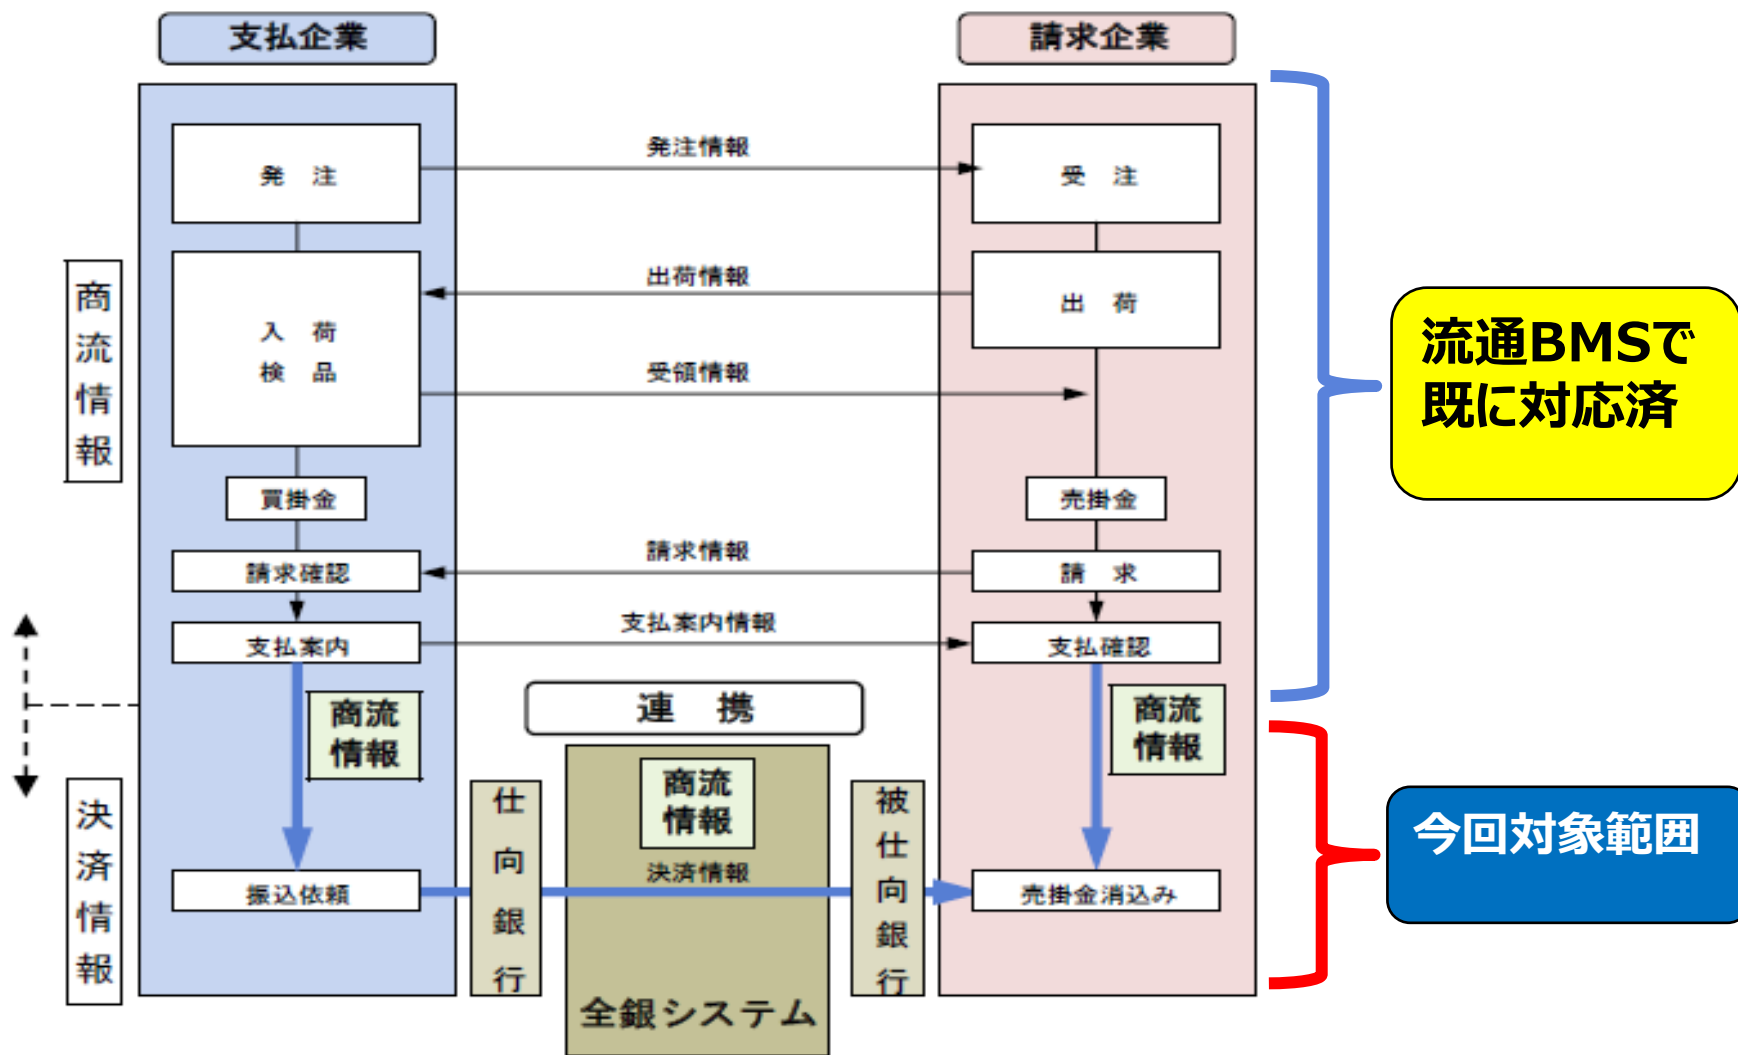 支払企業
請求企業
発　注
発注情報
受　注
商流情報
入　荷
検　品
出荷情報
出　荷
受領情報
流通BMSで
既に対応済
買掛金
売掛金
請求確認
請求情報
請　求
支払案内
支払案内情報
支払確認
商流
情報
連　携
商流
情報
決済情報
仕向銀行
商流
情報
被仕向銀行
今回対象範囲
振込依頼
決済情報
売掛金消込み
全銀システム